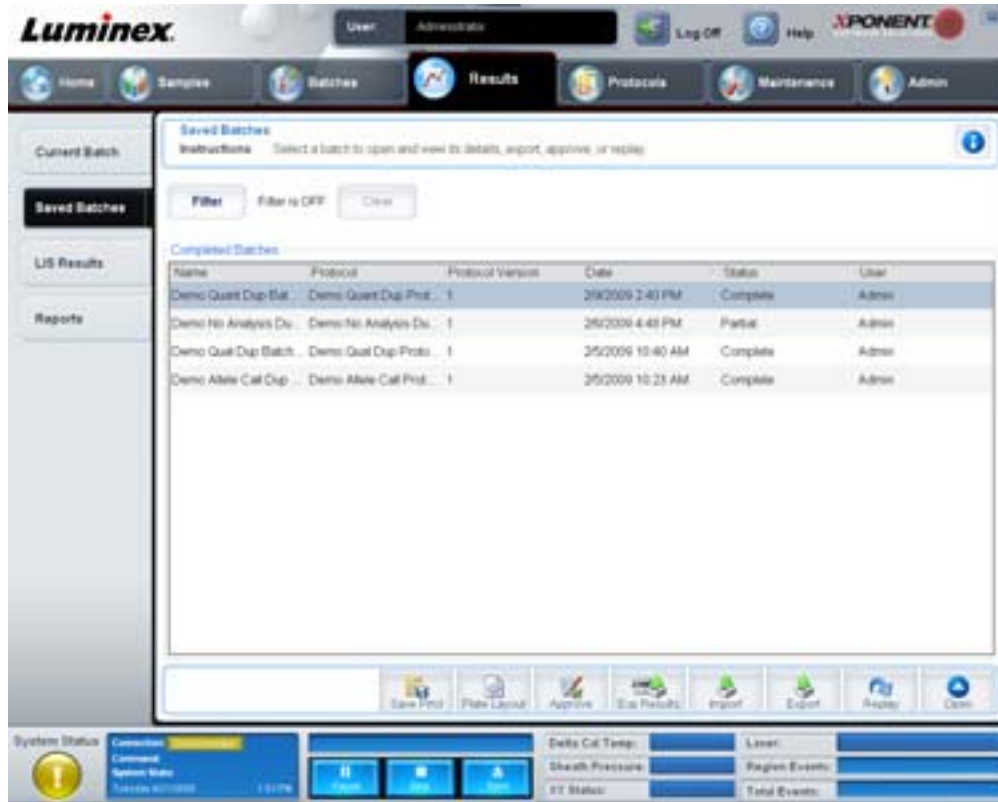 Luminex
User Administrator Log Off Help XPONENT
Home Samples Batches Results Protocols Maintenance Admin
Current Batch
Saved Batches
LIS Results
Reports
Saved Batches
Instructions Select a batch to open and view its details, export, approve, or replay.
Filter Filter is OFF Clear
Completed Batches
Name Protocol Protocol Version Date Status User
Demo Quant Dup Bat... Demo Quant Dup Prot... 1 2/9/2009 2:40 PM Complete Admin
Demo No Analysis Du... Demo No Analysis Du... 1 4:48 PM Partial Admin
Demo Qual Dup Batch... Demo Qual Dup Proto... 1 2/5/2009 10:40 AM Complete Admin
Demo Allele Call Dup ... Demo Allele Call Prot... 1 2/5/2009 10:23 AM Complete Admin
Save Prtcl Plate Layout Approve Exp Results Import Export Replay Open
System Status
Connection:
Command:
System State:
Tuesday
Pause Stop Eject
Delta Cal Temp: Laser:
Sheath Pressure: Region Events:
XY Status: Total Events: